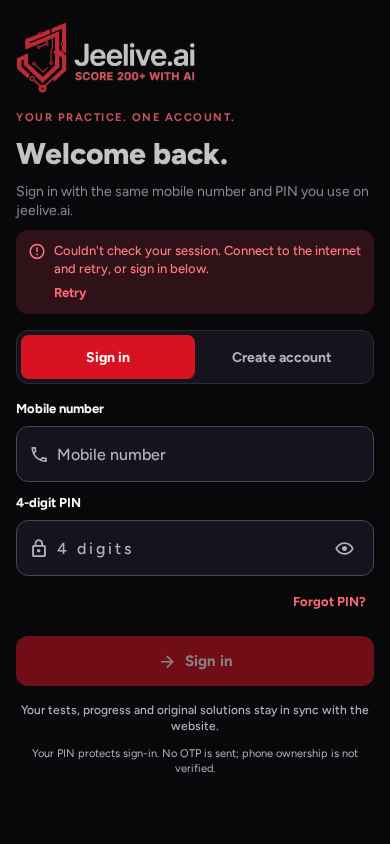 Jeelive.ai
SCORE 200+ WITH AI
YOUR PRACTICE. ONE ACCOUNT.
Welcome back.
Sign in with the same mobile number and PIN you use on
jeelive.ai.
Couldn't check your session. Connect to the internet
and retry, or sign in below.
Retry
Sign in
Create account
Mobile number
Mobile number
4-digit PIN
4 digits
Forgot PIN?
Sign in
Your tests, progress and original solutions stay in sync with the
website.
Your PIN protects sign-in. No OTP is sent; phone ownership is not
verified.